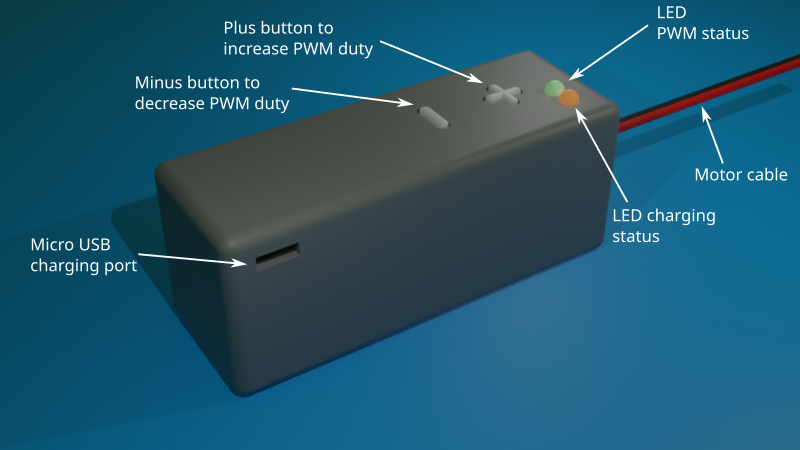 Plus button to
increase PWM duty
LED
PWM status
Minus button to
decrease PWM duty
Motor cable
LED charging
status
Micro USB
charging port